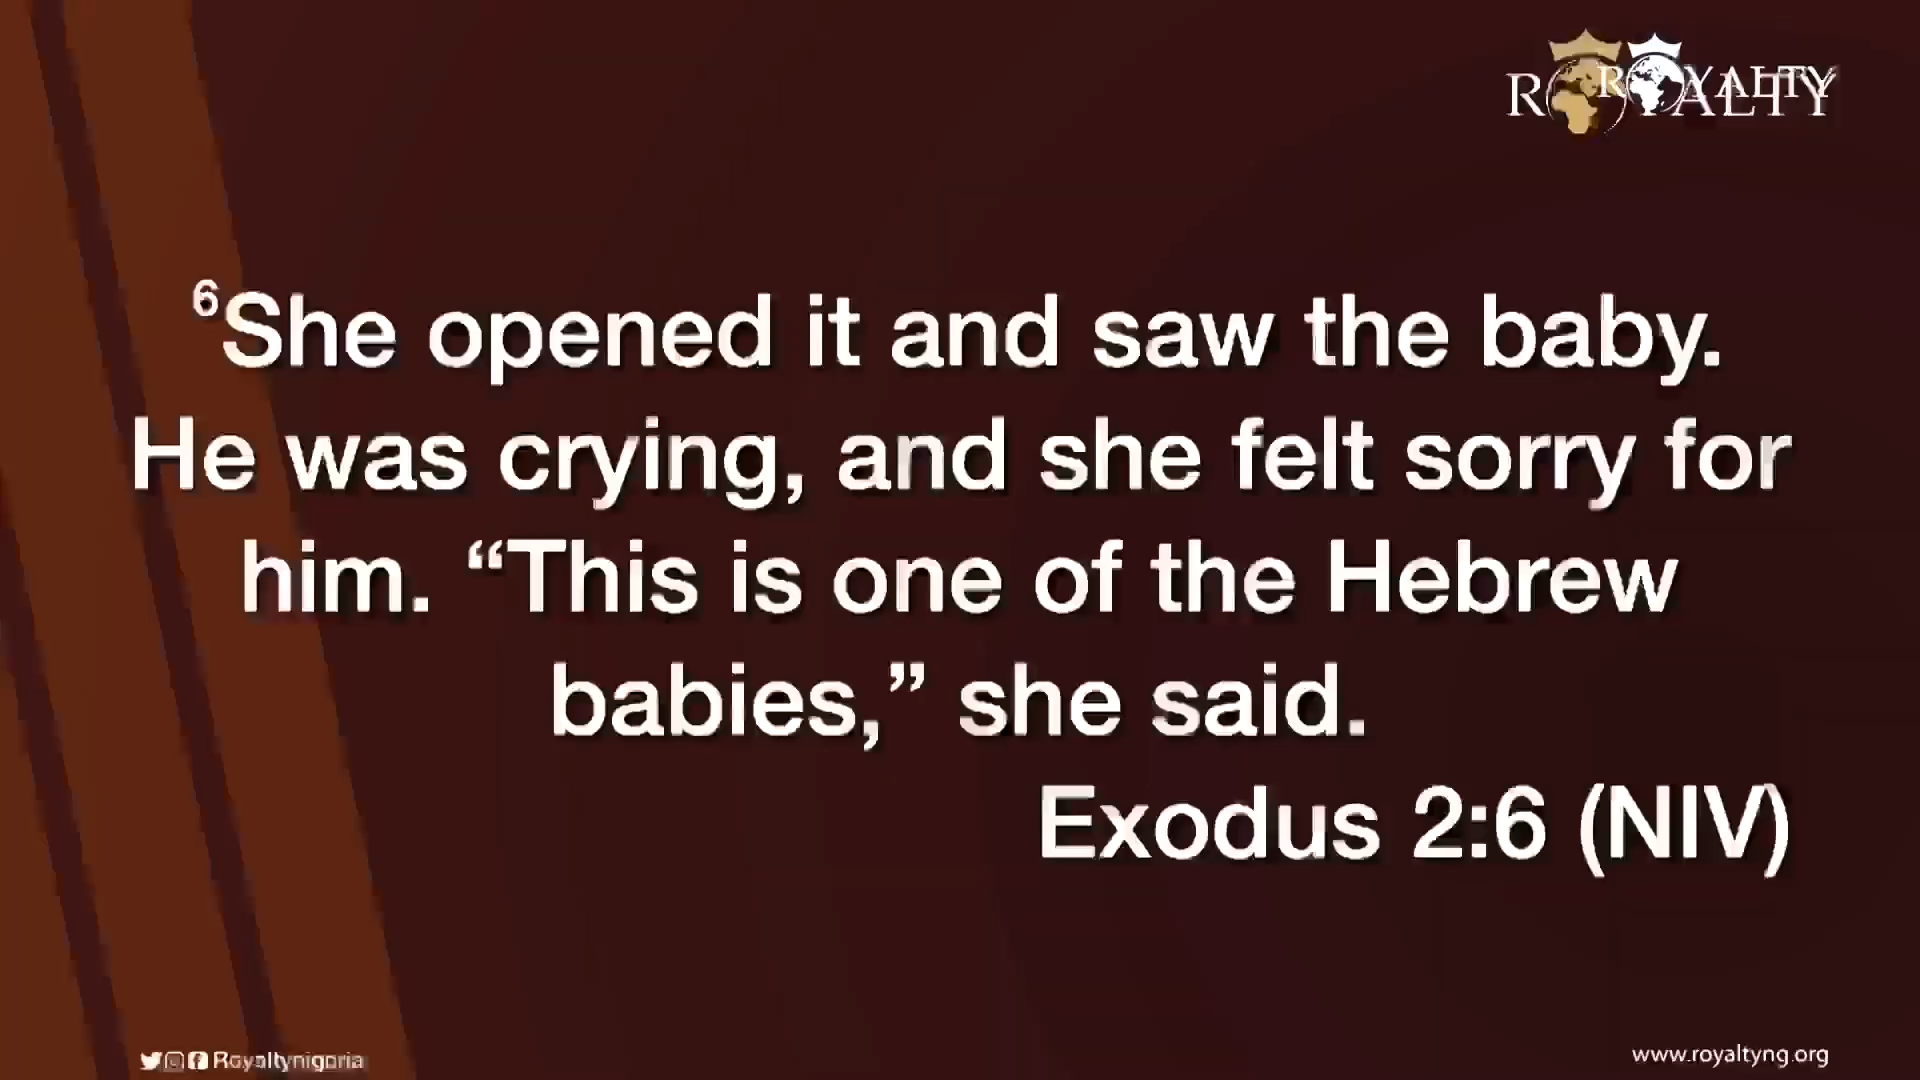 ROYALTY
ROYALTY
⁶She opened it and saw the baby.
He was crying, and she felt sorry for
him. “This is one of the Hebrew
babies,” she said.
Exodus 2:6 (NIV)
Royaltynigeria
www.royaltyng.org